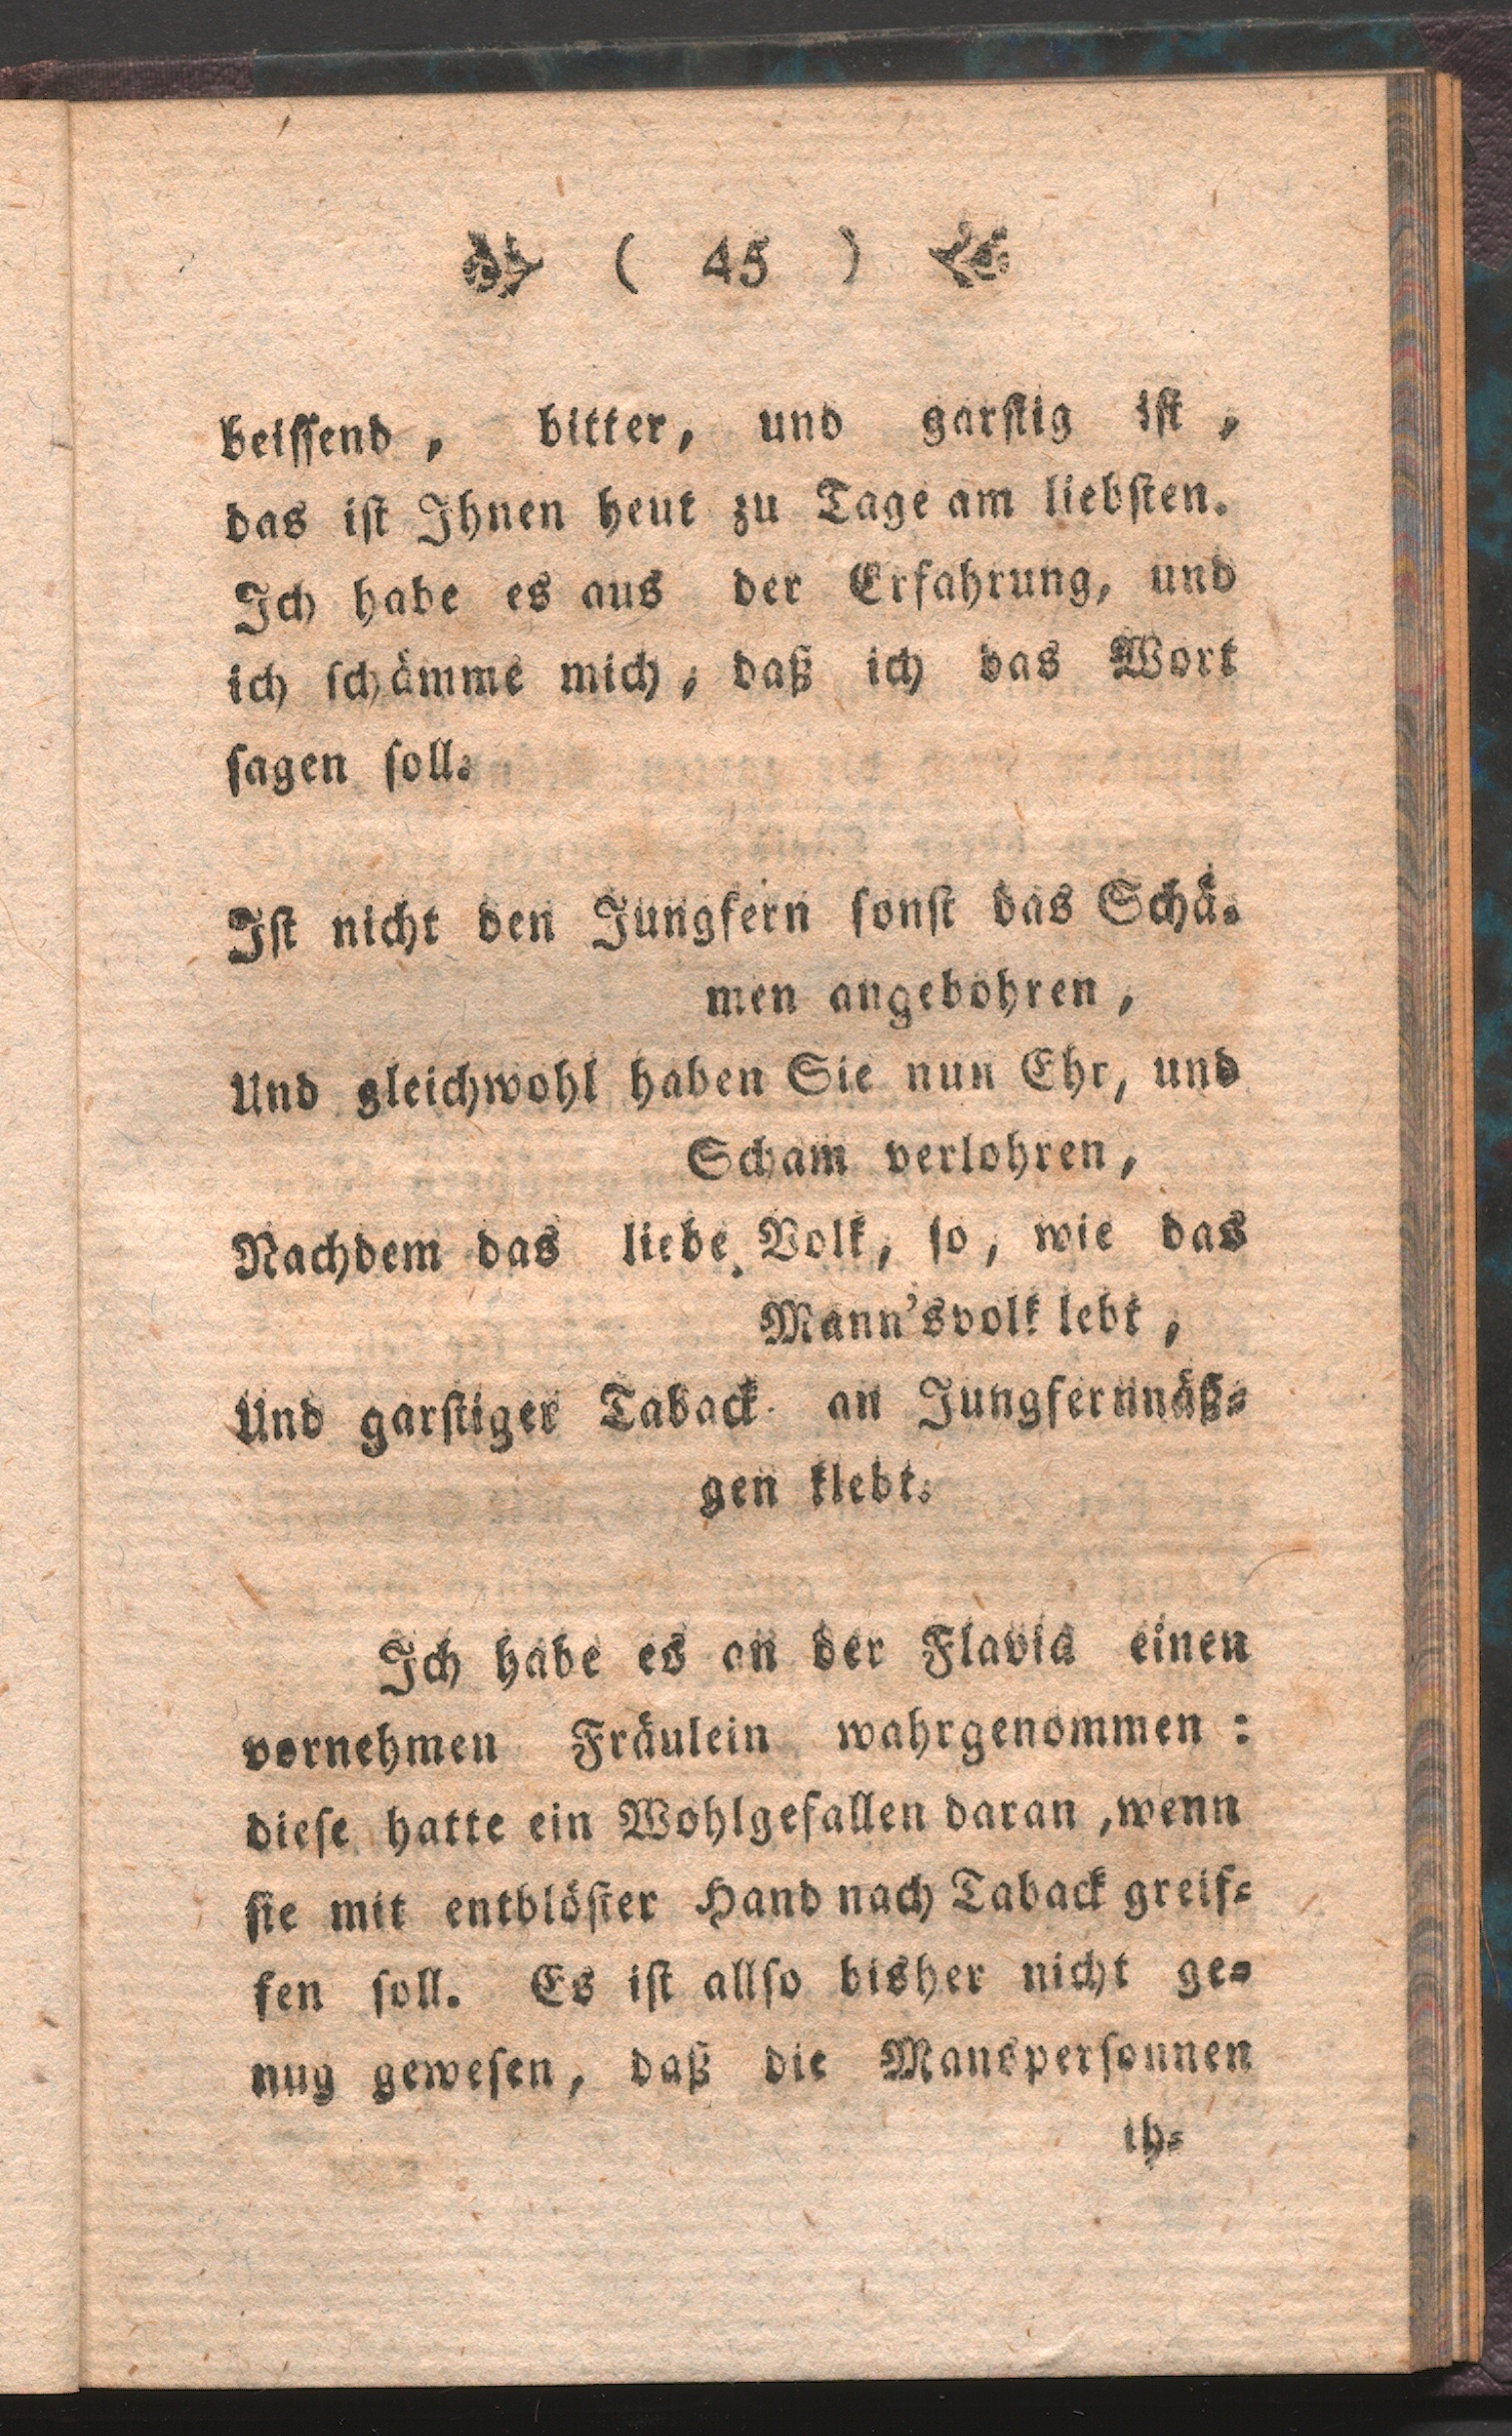 ( 45 )
beiſſend, bitter, und garſtig iſt,
das iſt Ihnen heut zu Tage am liebſten.
Ich habe es aus der Erfahrung, und
ich ſchämme mich, daß ich das Wort
ſagen ſoll.
Iſt nicht den Jungfern ſonſt das Schä-
men angebohren,
Und gleichwohl haben Sie nun Ehr, und
Scham verlohren,
Nachdem das liebe Volk, ſo, wie das
Mann'svolk lebt,
Und garſtiger Taback an Jungfernnäß-
gen klebt.
Ich habe es an der Flavia einen
vornehmen Fräulein wahrgenommen:
dieſe hatte ein Wohlgefallen daran, wenn
ſie mit entblöſter Hand nach Taback greif-
fen ſoll. Es iſt allſo bisher nicht ge-
nug geweſen, daß die Manſperſonnen
ih-